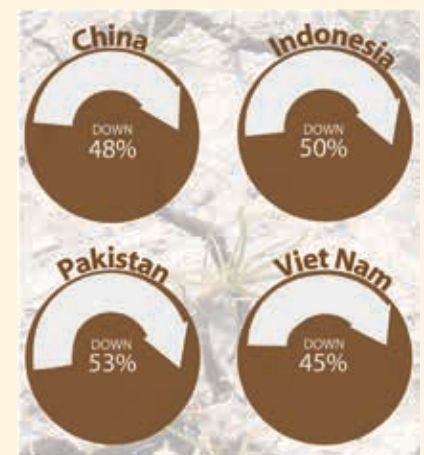 China
DOWN
48%
Indonesia
DOWN
50%
Pakistan
DOWN
53%
Viet Nam
DOWN
45%